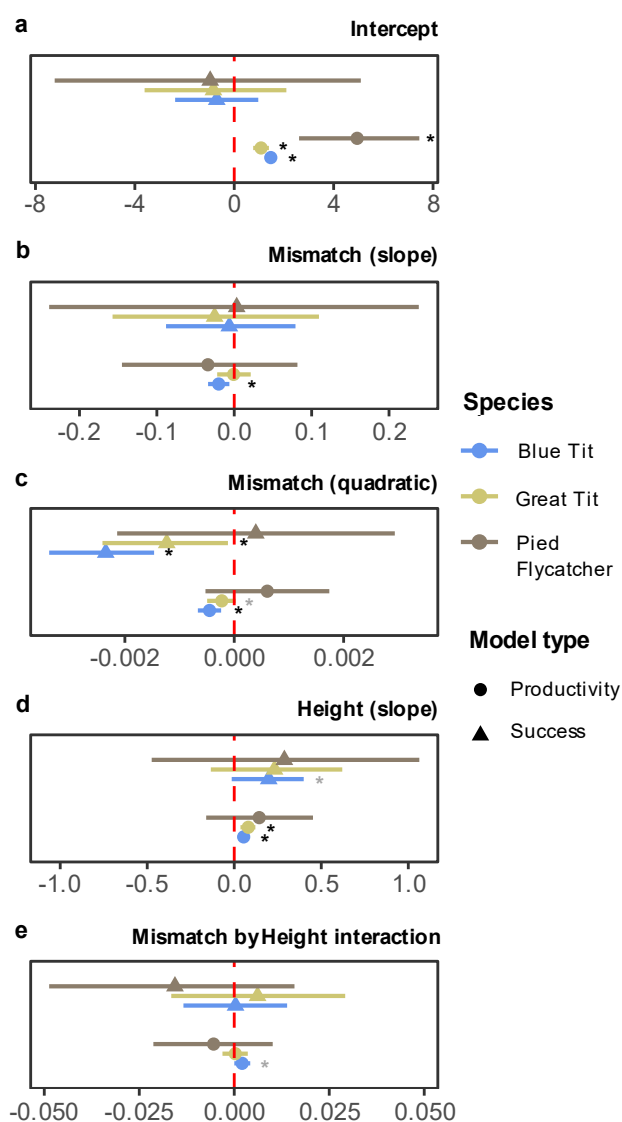 a
Intercept
*
*
*
-8 -4 0 4 8
b
Mismatch (slope)
*
-0.2 -0.1 0.0 0.1 0.2
Species
Blue Tit
Great Tit
Pied
Flycatcher
c
Mismatch (quadratic)
*
*
*
*
-0.002 0.000 0.002
Model type
Productivity
Success
d
Height (slope)
*
*
*
-1.0 -0.5 0.0 0.5 1.0
e
Mismatch by Height interaction
*
-0.050 -0.025 0.000 0.025 0.050